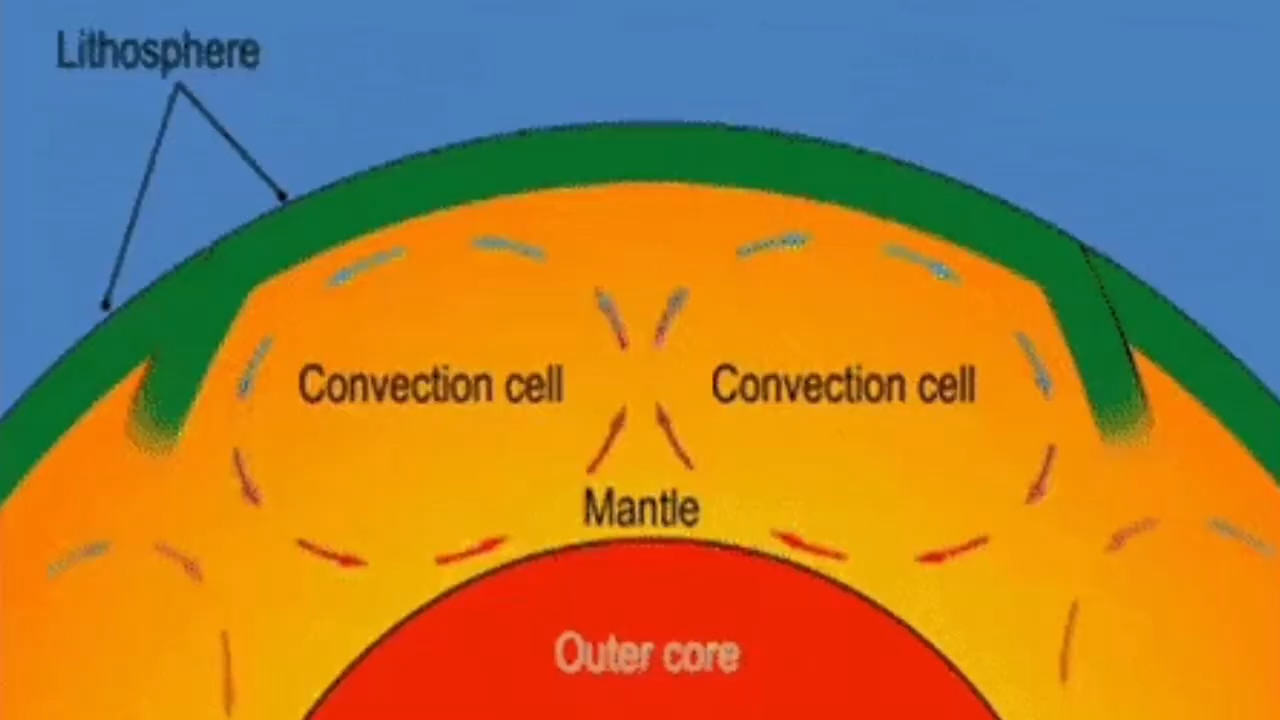 Lithosphere
Convection cell
Convection cell
Mantle
Outer core